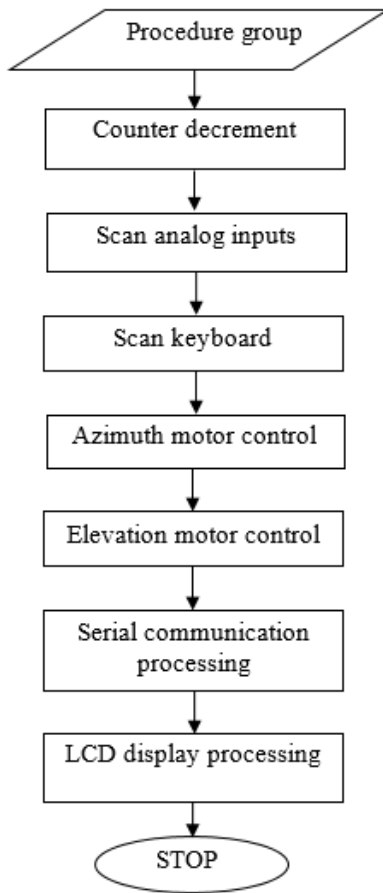 Procedure group
Counter decrement
Scan analog inputs
Scan keyboard
Azimuth motor control
Elevation motor control
Serial communication
processing
LCD display processing
STOP